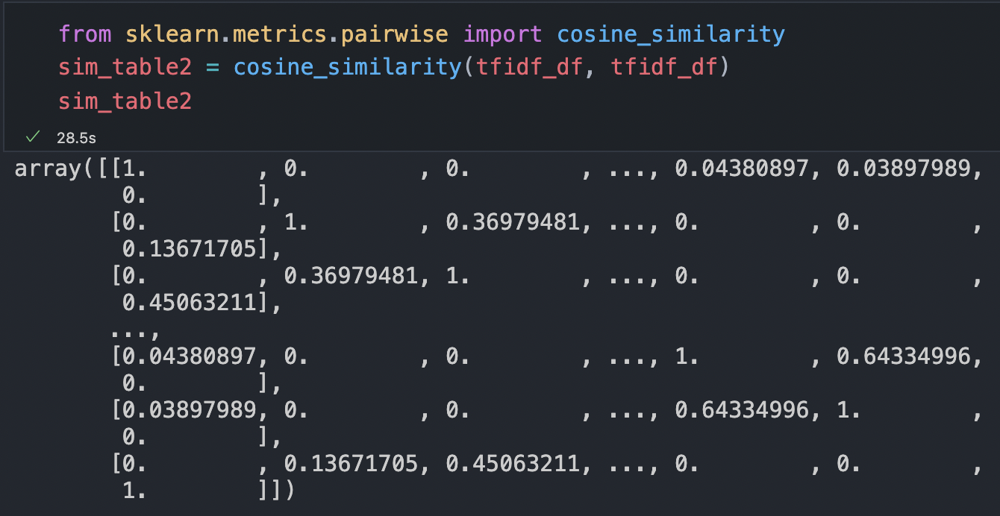 from sklearn.metrics.pairwise import cosine_similarity
sim_table2 = cosine_similarity(tfidf_df, tfidf_df)
sim_table2
✓ 28.5s
array([[1.        , 0.        , 0.        , ..., 0.04380897, 0.03897989,
        0.        ],
       [0.        , 1.        , 0.36979481, ..., 0.        , 0.        ,
        0.13671705],
       [0.        , 0.36979481, 1.        , ..., 0.        , 0.        ,
        0.45063211],
       ...,
       [0.04380897, 0.        , 0.        , ..., 1.        , 0.64334996,
        0.        ],
       [0.03897989, 0.        , 0.        , ..., 0.64334996, 1.        ,
        0.        ],
       [0.        , 0.13671705, 0.45063211, ..., 0.        , 0.        ,
        1.        ]])